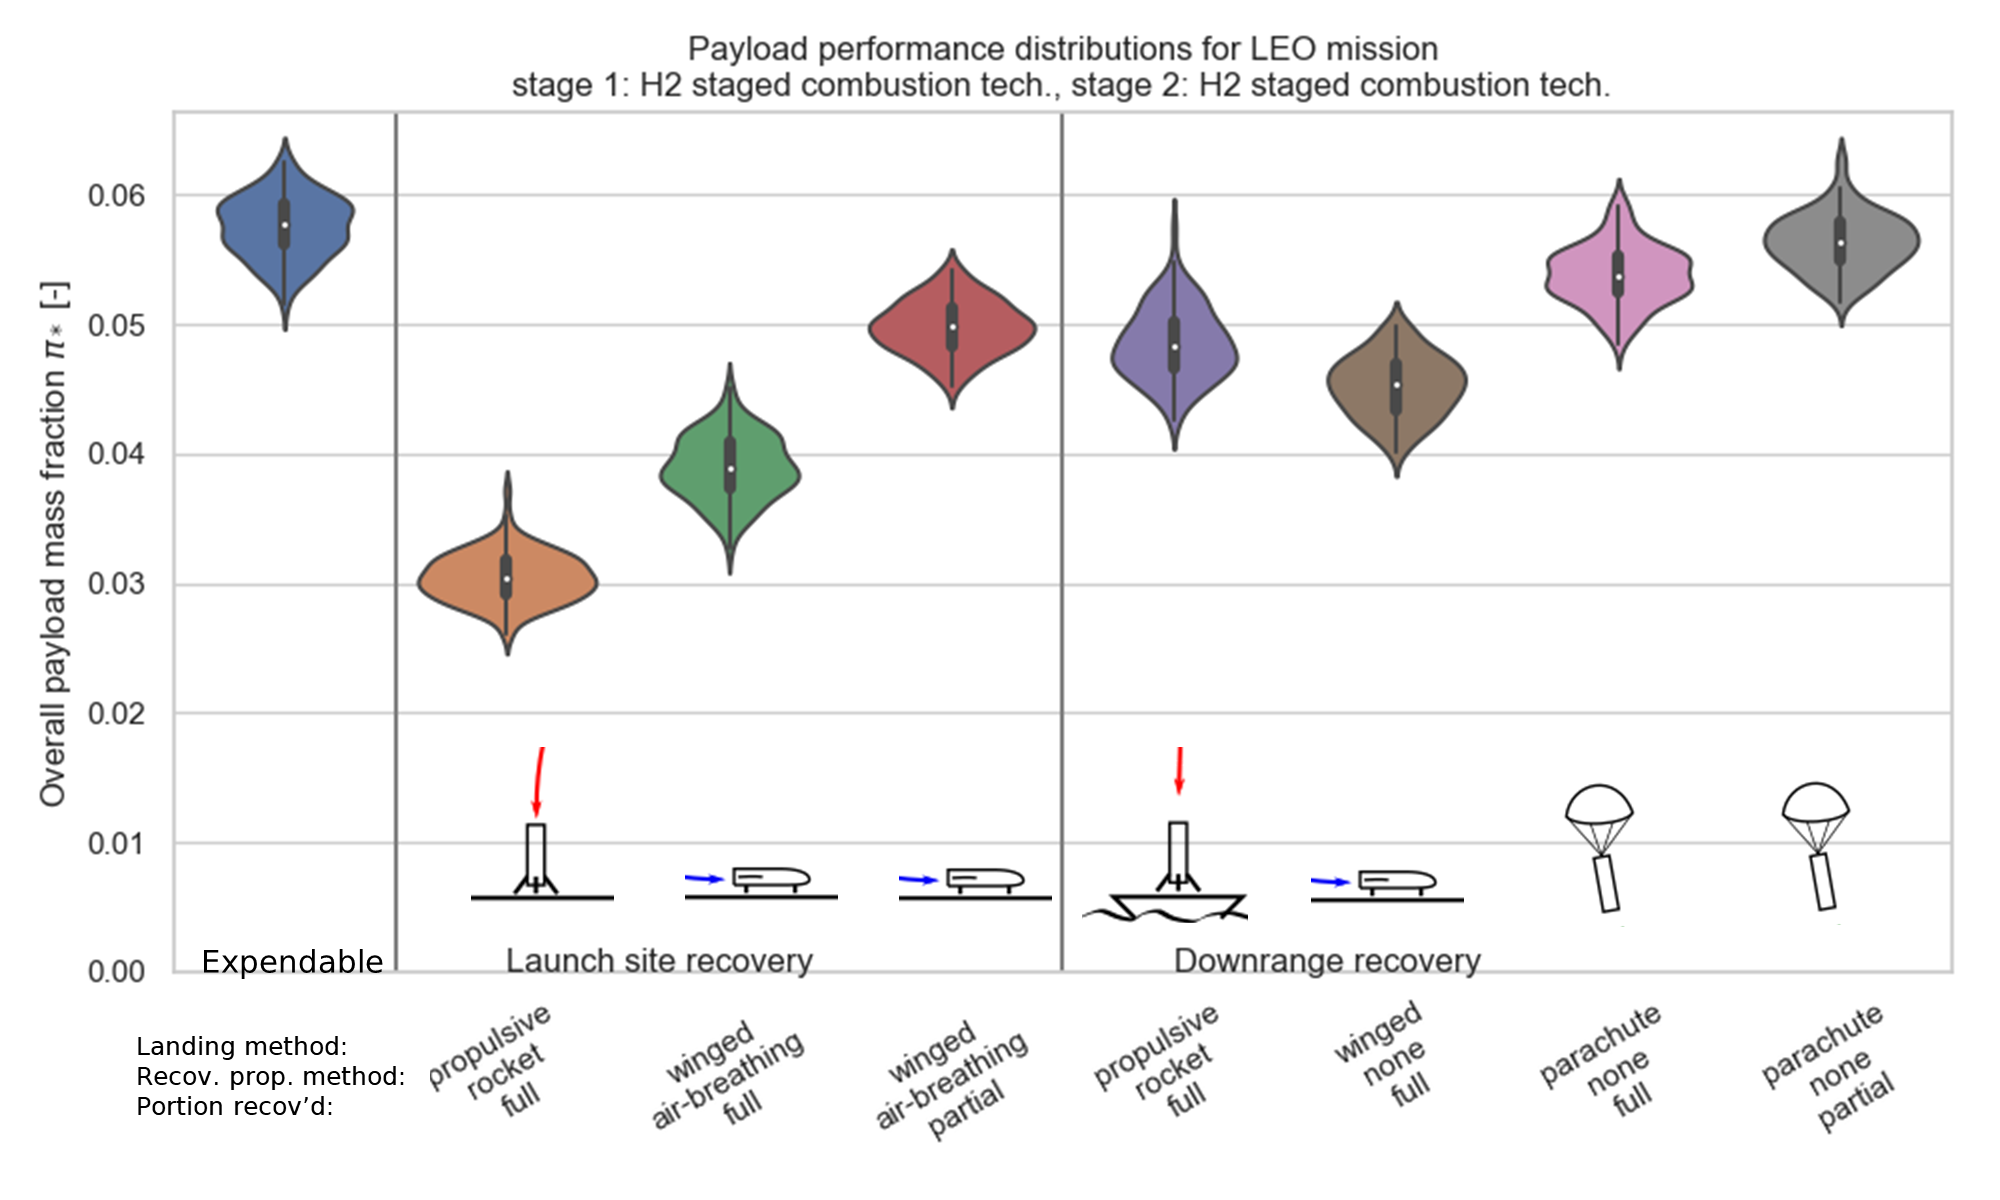 Payload performance distributions for LEO mission
stage 1: H2 staged combustion tech., stage 2: H2 staged combustion tech.
Overall payload mass fraction π* [-]
0.06
0.05
0.04
0.03
0.02
0.01
0.00
Expendable
Launch site recovery
Downrange recovery
Landing method:
Recov. prop. method:
Portion recov’d:
propulsive
rocket
full
winged
air-breathing
full
winged
air-breathing
partial
propulsive
rocket
full
winged
none
full
parachute
none
full
parachute
none
partial